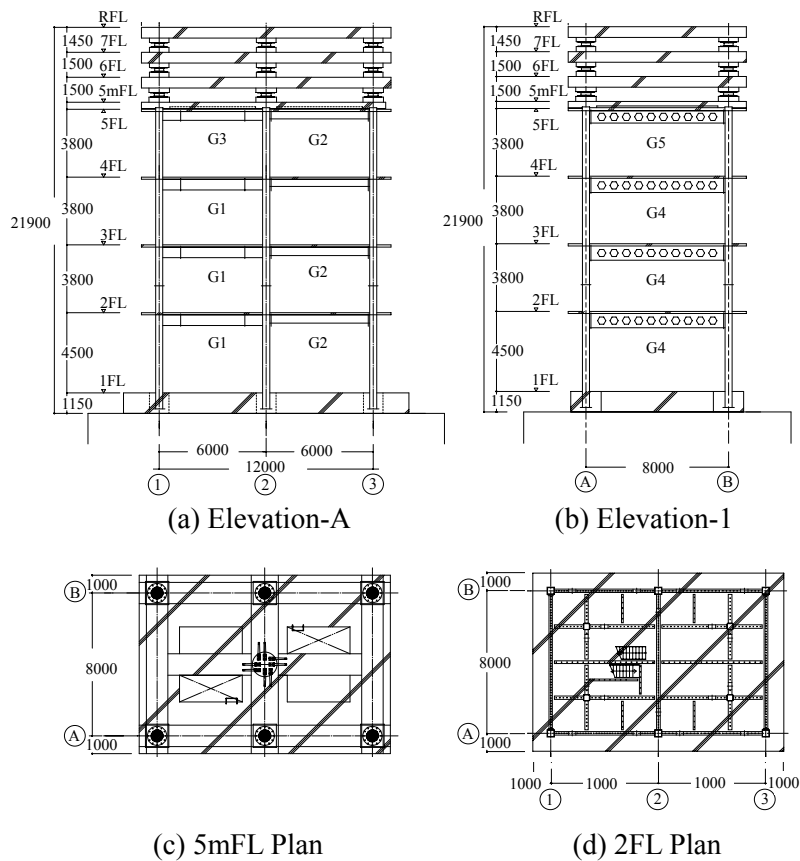 RFL
1450
7FL
1500
6FL
1500
5mFL
5FL
3800
G3
G2
4FL
21900
3800
G1
3FL
3800
G1
G2
2FL
4500
G1
G2
1FL
1150
6000
6000
12000
1
2
3
(a) Elevation-A
RFL
1450
7FL
1500
6FL
1500
5mFL
5FL
3800
G5
4FL
21900
3800
G4
3FL
3800
G4
2FL
4500
G4
1FL
1150
8000
A
B
(b) Elevation-1
B
1000
8000
A
1000
(c) 5mFL Plan
1000
B
8000
A
1000
1000
1000
1000
1000
1
2
3
(d) 2FL Plan